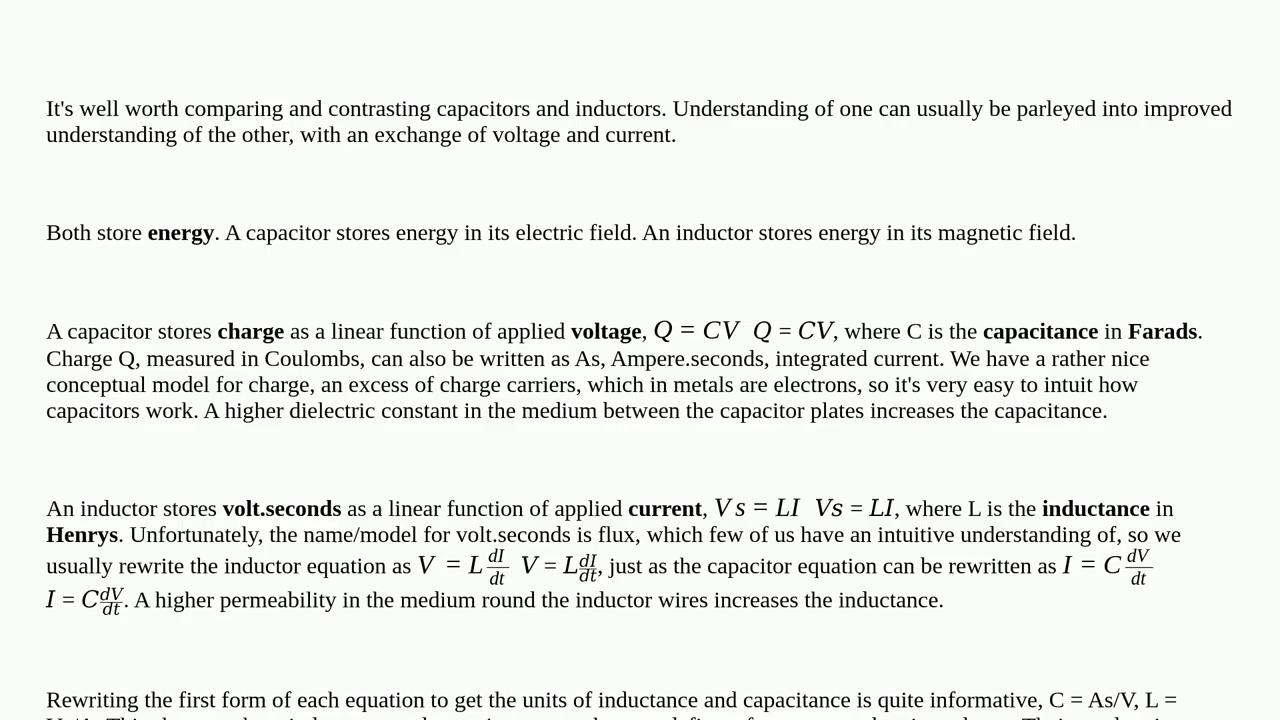 It's well worth comparing and contrasting capacitors and inductors. Understanding of one can usually be parleyed into improved
understanding of the other, with an exchange of voltage and current.
Both store energy. A capacitor stores energy in its electric field. An inductor stores energy in its magnetic field.
A capacitor stores charge as a linear function of applied voltage, Q = CV Q = CV, where C is the capacitance in Farads.
Charge Q, measured in Coulombs, can also be written as As, Ampere.seconds, integrated current. We have a rather nice
conceptual model for charge, an excess of charge carriers, which in metals are electrons, so it's very easy to intuit how
capacitors work. A higher dielectric constant in the medium between the capacitor plates increases the capacitance.
An inductor stores volt.seconds as a linear function of applied current, Vs = LI Vs = LI, where L is the inductance in
Henrys. Unfortunately, the name/model for volt.seconds is flux, which few of us have an intuitive understanding of, so we
usually rewrite the inductor equation as V = L dI/dt V = L dI/dt, just as the capacitor equation can be rewritten as I = C dV/dt
I = C dV/dt. A higher permeability in the medium round the inductor wires increases the inductance.
Rewriting the first form of each equation to get the units of inductance and capacitance is quite informative, C = As/V, L =